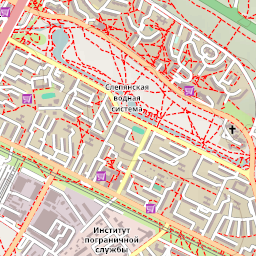 Слепянская
водная
система
Институт
пограничной
службы